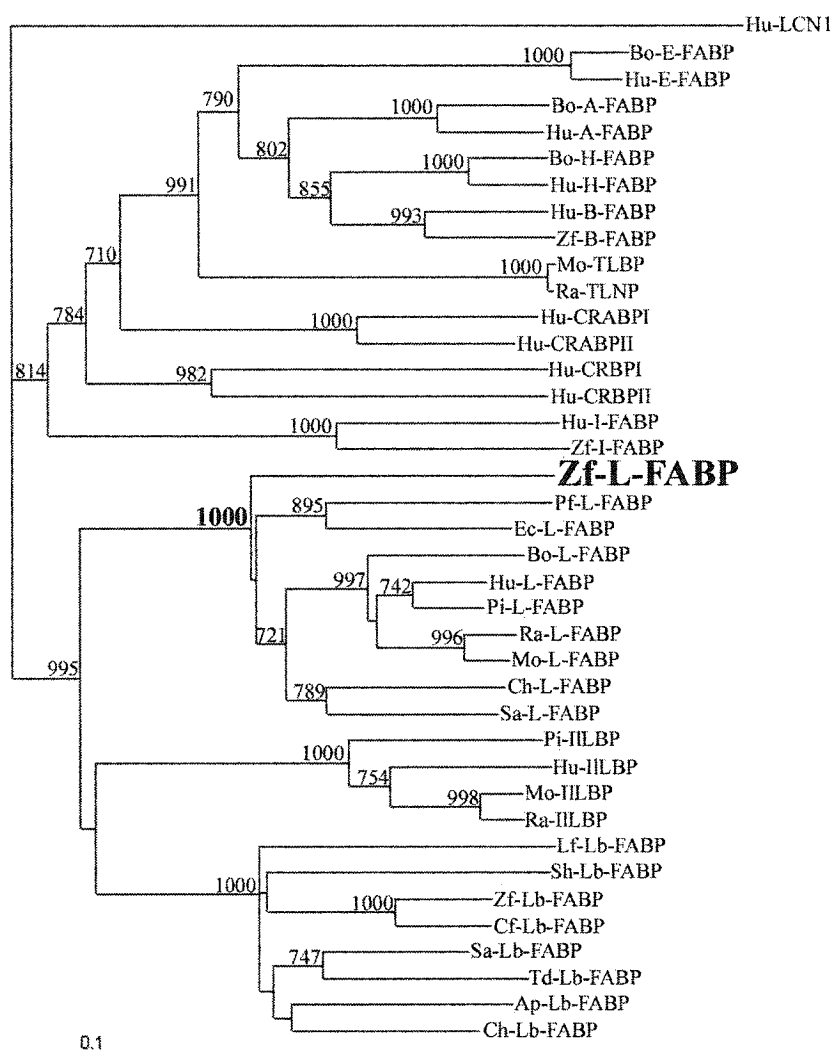 Hu-LCN1
1000 Bo-E-FABP
Hu-E-FABP
790
1000 Bo-A-FABP
Hu-A-FABP
802
1000 Bo-H-FABP
Hu-H-FABP
991 855
993 Hu-B-FABP
Zf-B-FABP
710
1000 Mo-TLBP
Ra-TLNP
784
1000 Hu-CRABPI
Hu-CRABPII
814 982 Hu-CRBPI
Hu-CRBPII
1000 Hu-I-FABP
Zf-I-FABP
Zf-L-FABP
1000 895 Pf-L-FABP
Ec-L-FABP
Bo-L-FABP
997 742 Hu-L-FABP
Pi-L-FABP
721 996 Ra-L-FABP
Mo-L-FABP
995 789 Ch-L-FABP
Sa-L-FABP
1000 Pi-IlLBP
754 Hu-IlLBP
998 Mo-IlLBP
Ra-IlLBP
Lf-Lb-FABP
1000 Sh-Lb-FABP
1000 Zf-Lb-FABP
Cf-Lb-FABP
747 Sa-Lb-FABP
Td-Lb-FABP
Ap-Lb-FABP
Ch-Lb-FABP
0.1